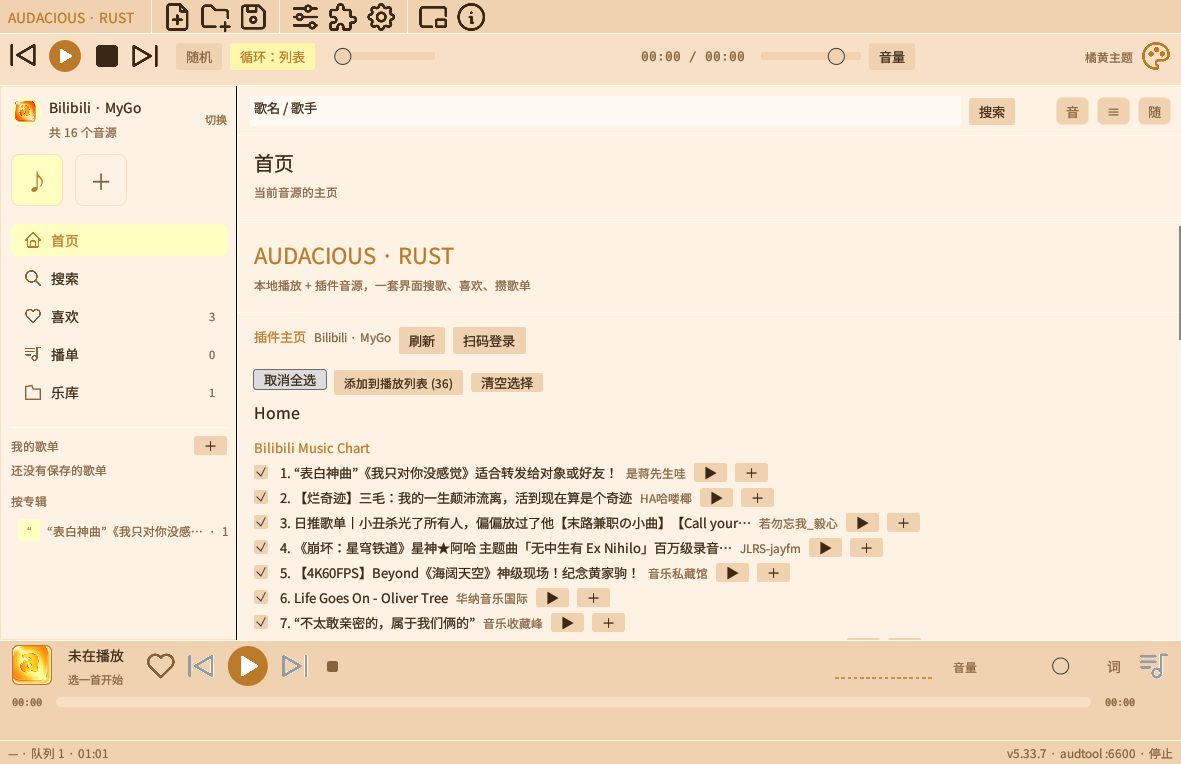 AUDACIOUS · RUST
随机 循环：列表 00:00 / 00:00 音量 橘黄主题
Bilibili · MyGo
共 16 个音源
切换
首页
搜索
喜欢 3
播单 0
乐库 1
我的歌单 +
还没有保存的歌单
按专辑
“ “表白神曲”《我只对你没感… · 1
歌名 / 歌手 搜索 音 ≡ 随
首页
当前音源的主页
AUDACIOUS · RUST
本地播放 + 插件音源，一套界面搜歌、喜欢、攒歌单
插件主页 Bilibili · MyGo 刷新 扫码登录
取消全选 添加到播放列表 (36) 清空选择
Home
Bilibili Music Chart
1. “表白神曲”《我只对你没感觉》适合转发给对象或好友！ 是蒋先生哇
2. 【烂奇迹】三毛：我的一生颠沛流离，活到现在算是个奇迹 HA哈喽椰
3. 日推歌单丨小丑杀光了所有人，偏偏放过了他【末路兼职の小曲】【Call your… 若勿忘我_毅心
4. 《崩坏：星穹铁道》星神★阿哈 主题曲「无中生有 Ex Nihilo」百万级录音… JLRS-jayfm
5. 【4K60FPS】Beyond《海阔天空》神级现场！纪念黄家驹！ 音乐私藏馆
6. Life Goes On - Oliver Tree 华纳音乐国际
7. “不太敢亲密的，属于我们俩的” 音乐收藏峰
未在播放
选一首开始
音量 词
00:00 00:00
— · 队列 1 · 01:01 v5.33.7 · audtool :6600 · 停止